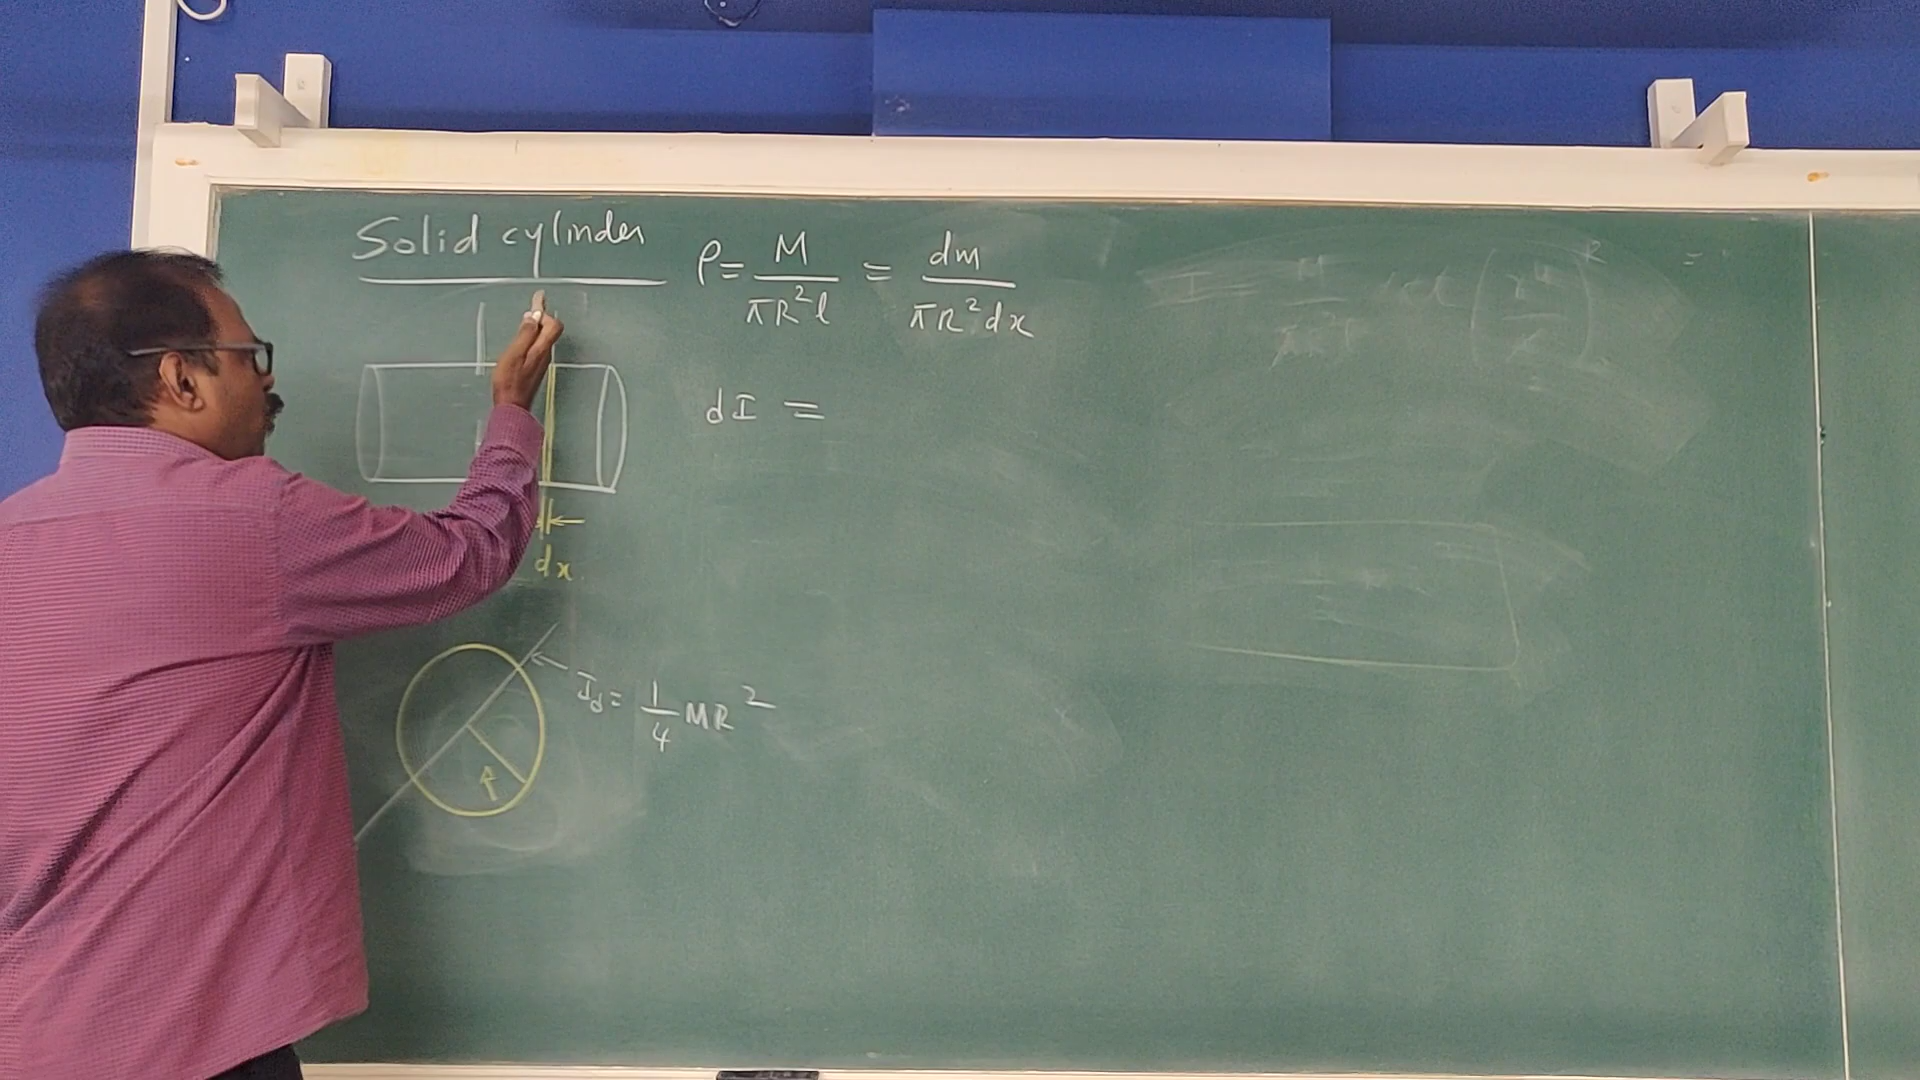 Solid cylinder
ρ = M / πR²l = dm / πR²dx
dI =
dx
I_d = 1/4 MR²
R